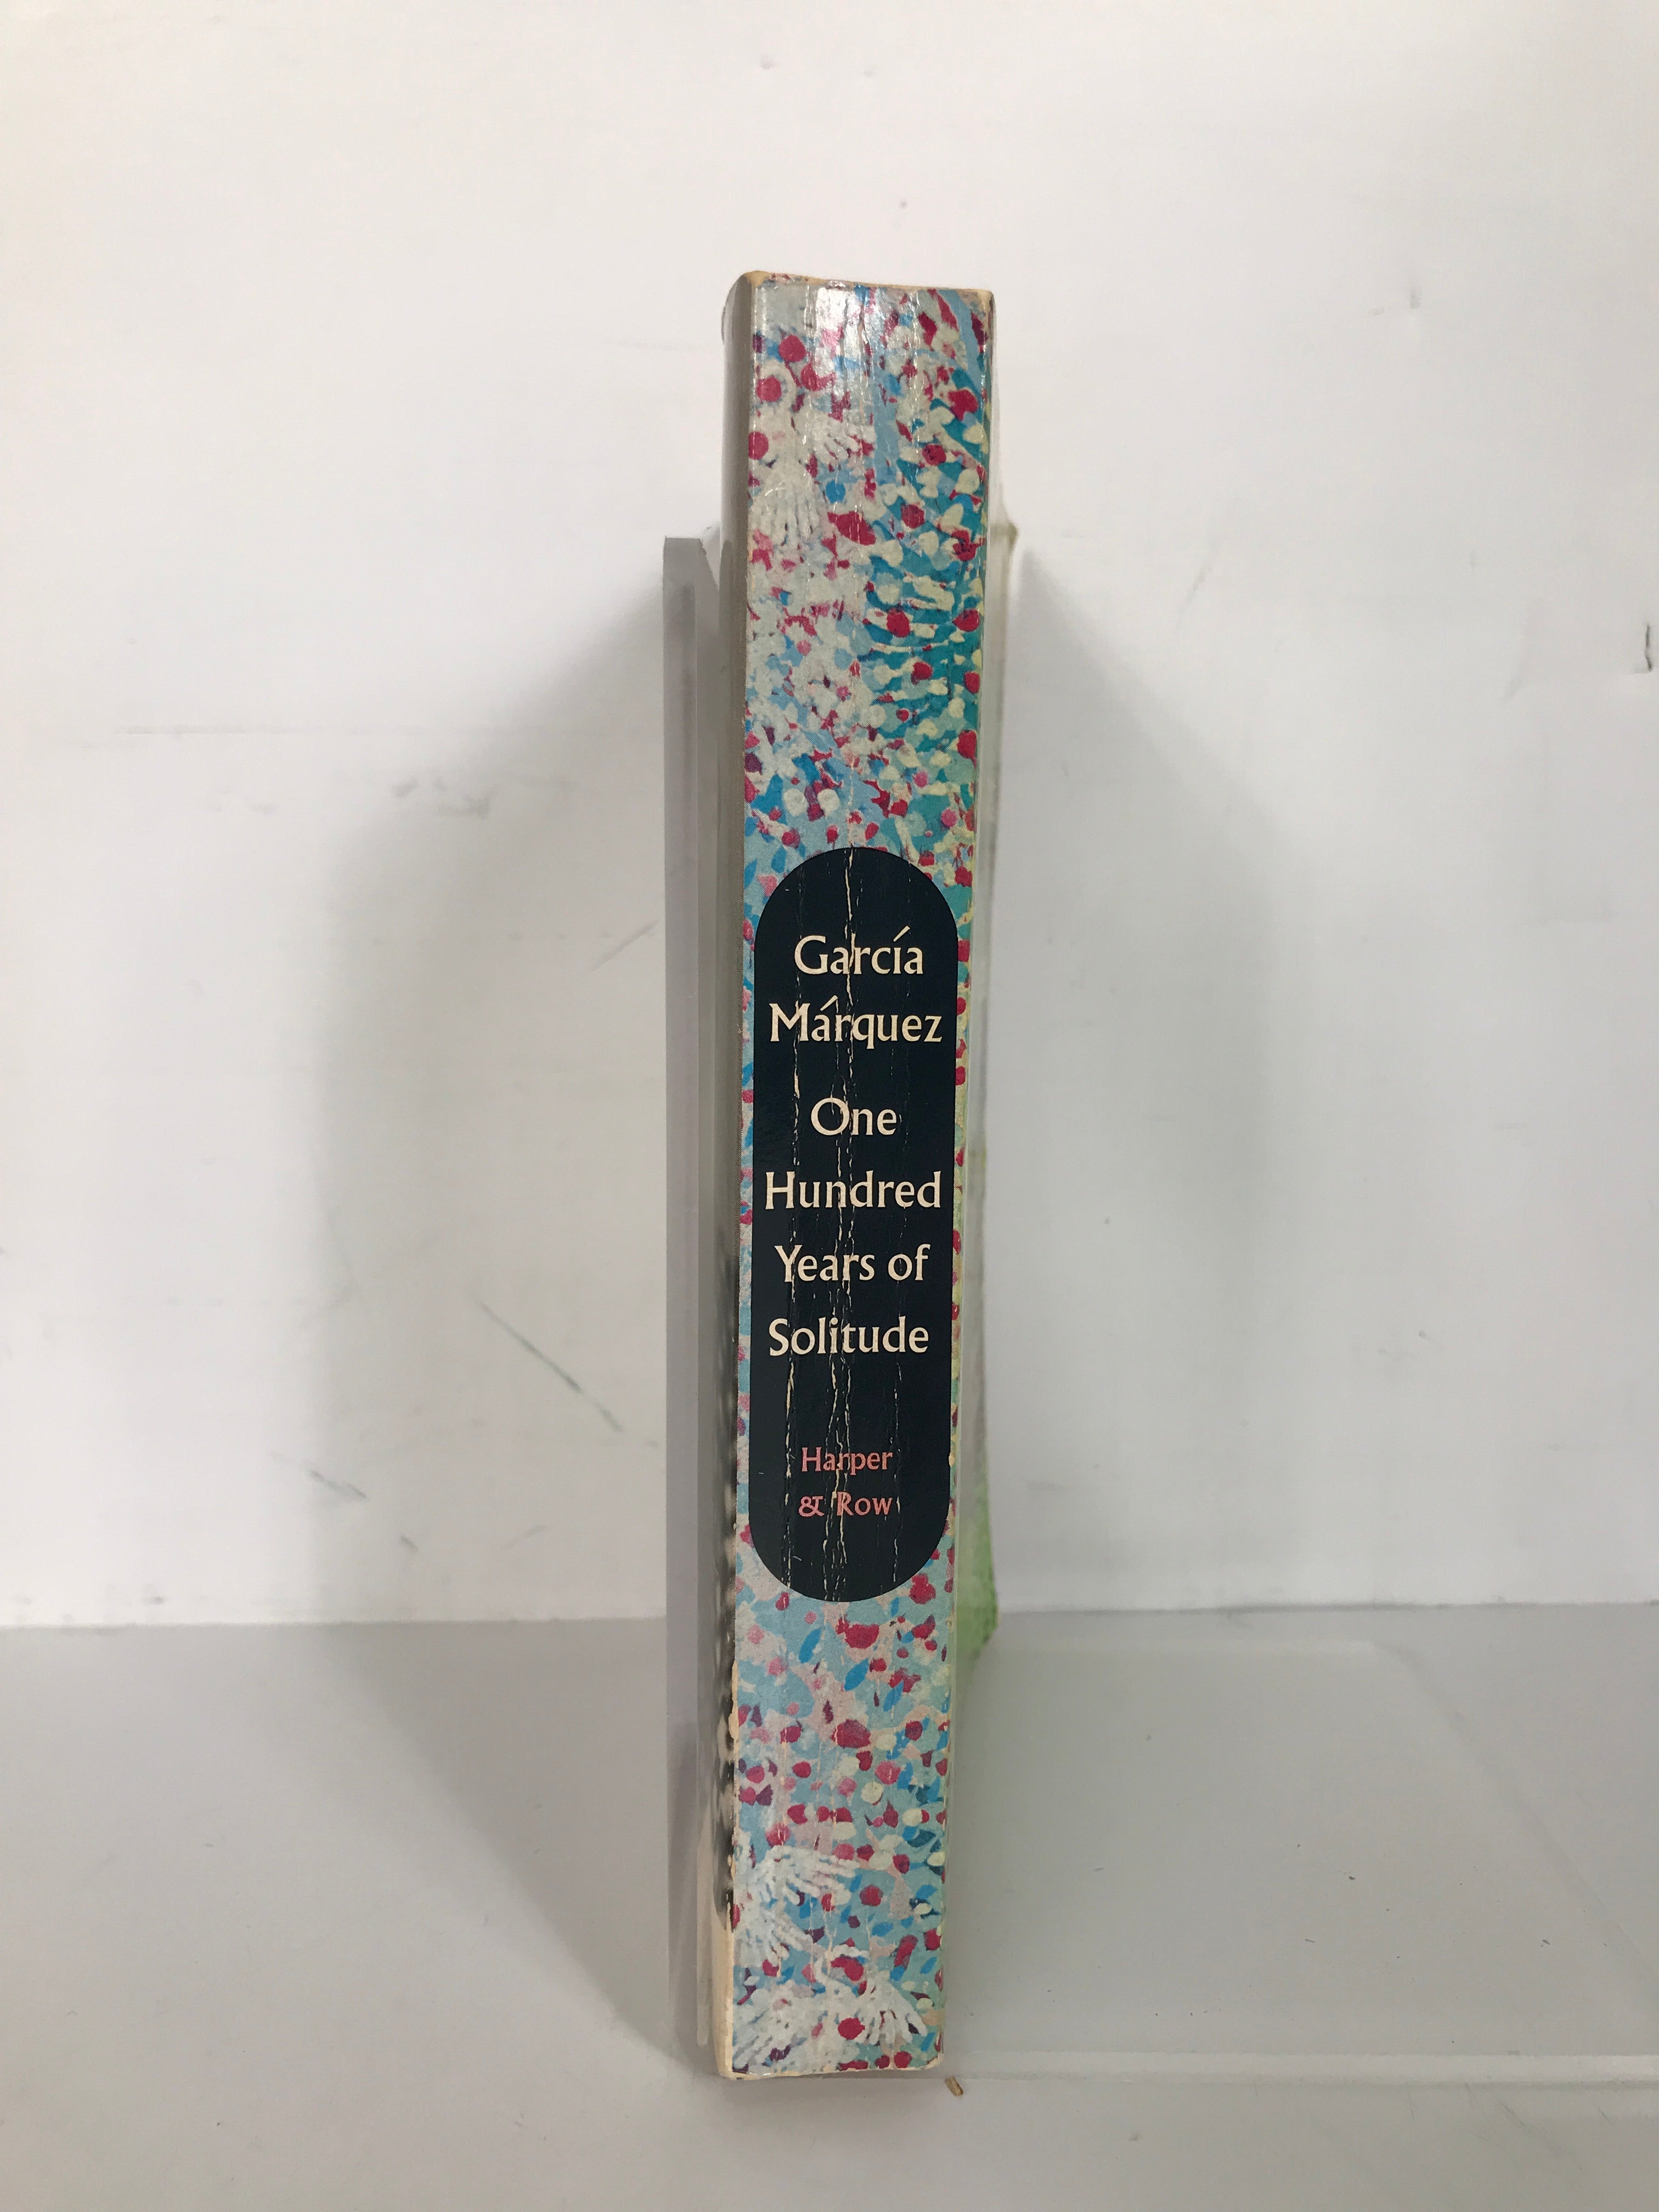 García
Márquez
One
Hundred
Years of
Solitude
Harper
& Row